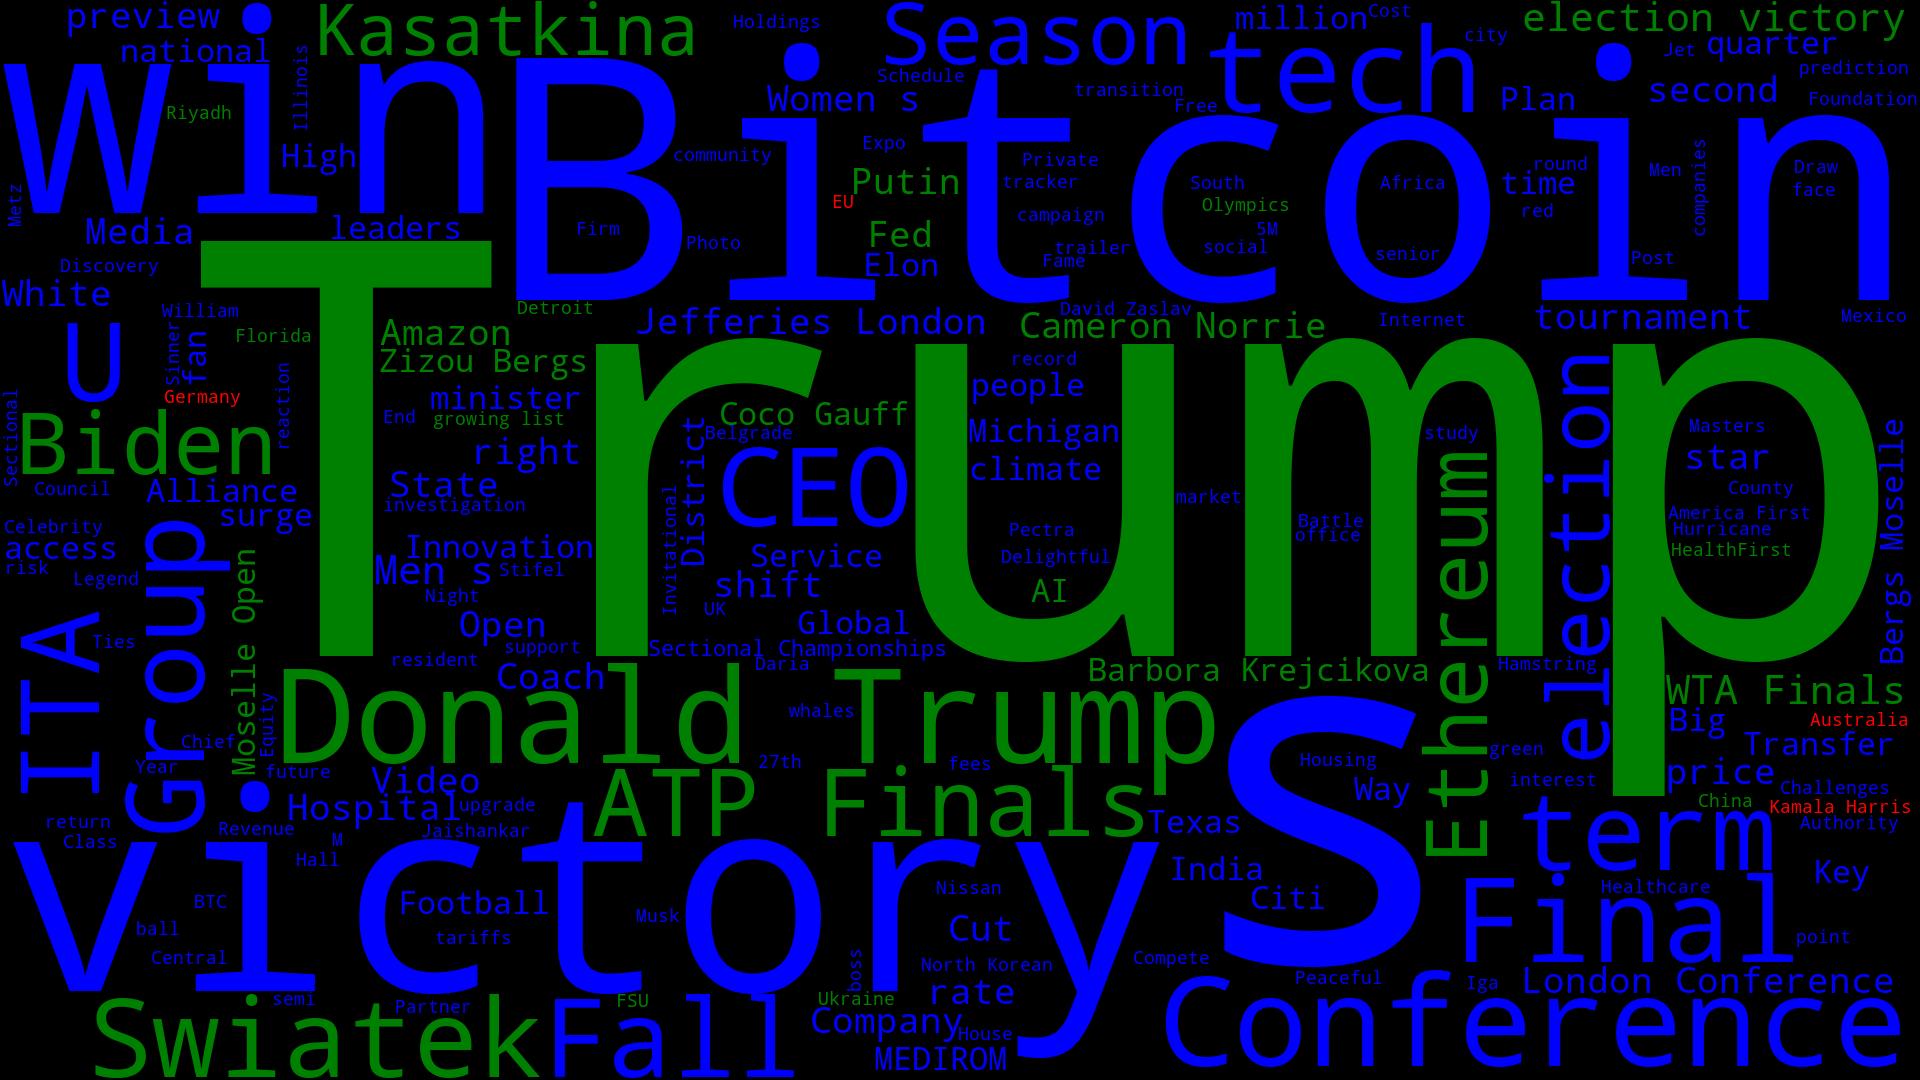 preview
Kasatkina
Holdings
Season
million
Cost
election victory
national
Illinois
city
Jet
quarter
win
Bitcoin
tech
Schedule
prediction
Women s
transition
Free
Plan
second
Foundation
Riyadh
High
community
Expo
Private
round
Men
companies
Draw
Putin
tracker
South
Africa
time
face
Metz
EU
campaign
Olympics
red
Media
leaders
Firm
Photo
Fed
trailer
social
5M
senior
Post
Discovery
Elon
Fame
White
William
Trump
Detroit
Jefferies London
David Zaslav
Cameron Norrie
Internet
tournament
Mexico
U
Sinner
fan
Florida
Amazon
Zizou Bergs
record
people
Germany
reaction
minister
End
growing list
Coco Gauff
Belgrade
Michigan
study
Masters
Sectional
Biden
right
District
CEO
climate
election
star
Bergs Moselle
Council
Alliance
State
investigation
Invitational
market
County
surge
America First
Celebrity
access
risk
Legend
Innovation
Men s
Stifel
Service
shift
Pectra
Delightful
Battle
office
Hurricane
HealthFirst
Group
Moselle Open
Night
UK
AI
Ethereum
ITA
Ties
Open
support
Global
Sectional Championships
resident
Coach
Daria
Barbora Krejcikova
Hamstring
WTA Finals
Donald Trump
whales
Big
Australia
Chief
Equity
Year
future
Video
27th
fees
Housing
green
Transfer
interest
price
Challenges
Hospital
upgrade
ATP Finals
Way
China
Kamala Harris
return
Class
Revenue
M
Jaishankar
Texas
s
term
Authority
victory
Hall
India
Key
BTC
Football
Musk
Nissan
Citi
Healthcare
Final
ball
tariffs
Cut
point
Central
boss
North Korean
Compete
Peaceful
Iga
London Conference
semi
Partner
FSU
Ukraine
rate
Swiatek
Fall
Company
House
Conference
MEDIROM